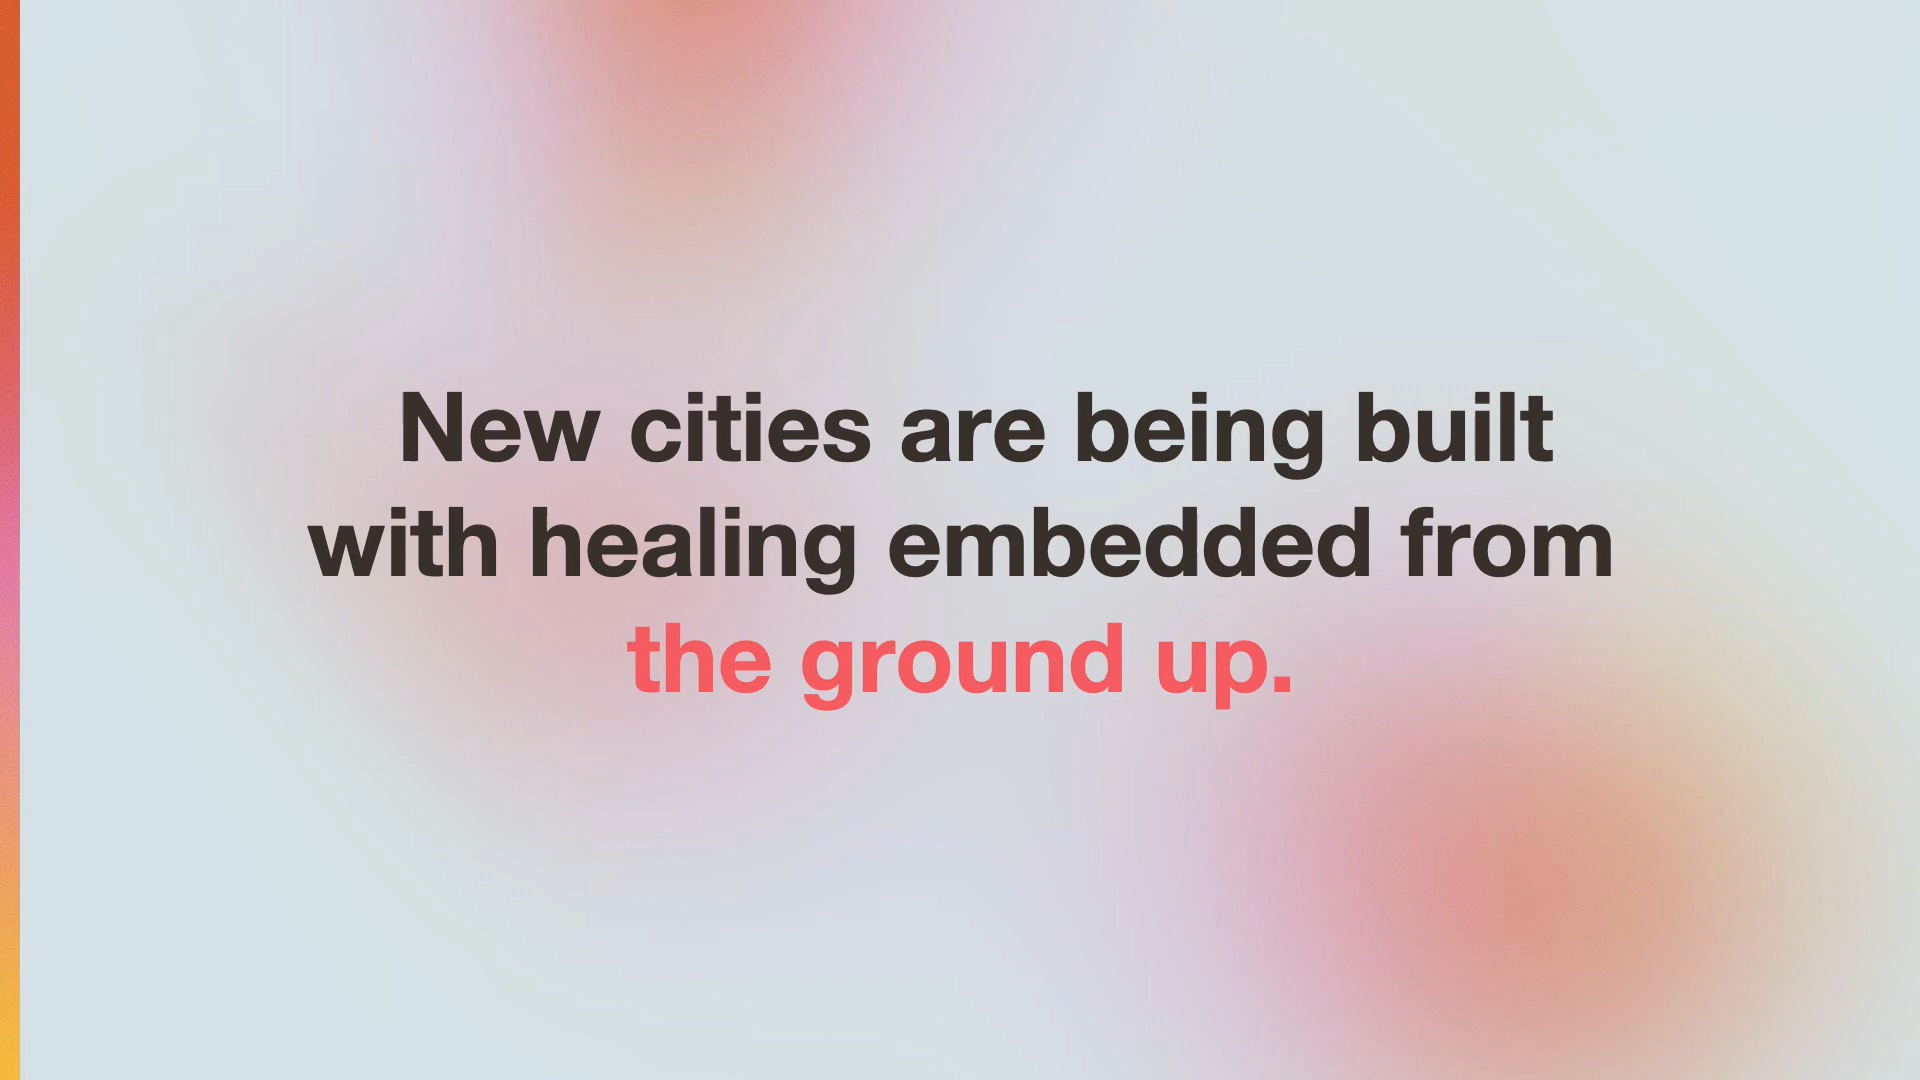 New cities are being built
with healing embedded from
the ground up.